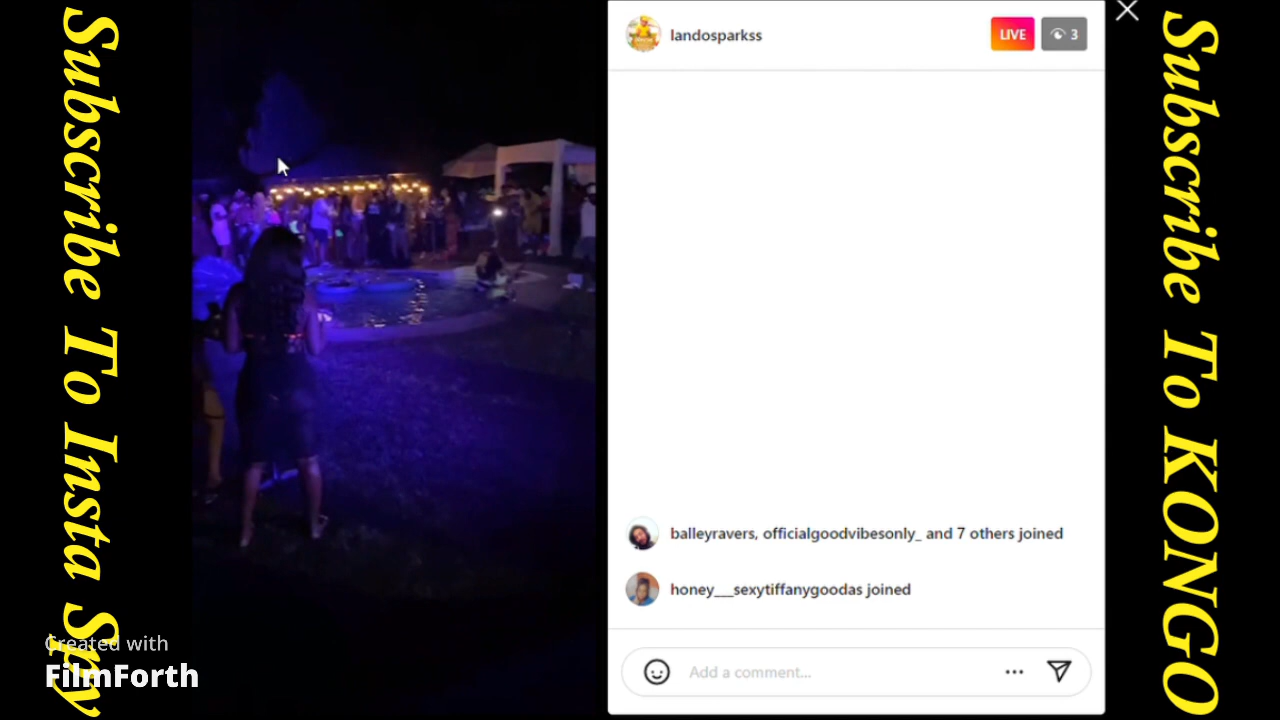 Subscribe To Insta Spy
landosparkss
LIVE
3
balleyravers, officialgoodvibesonly_ and 7 others joined
honey___sexytiffanygoodas joined
Add a comment...
Subscribe To KONGO
Created with
FilmForth